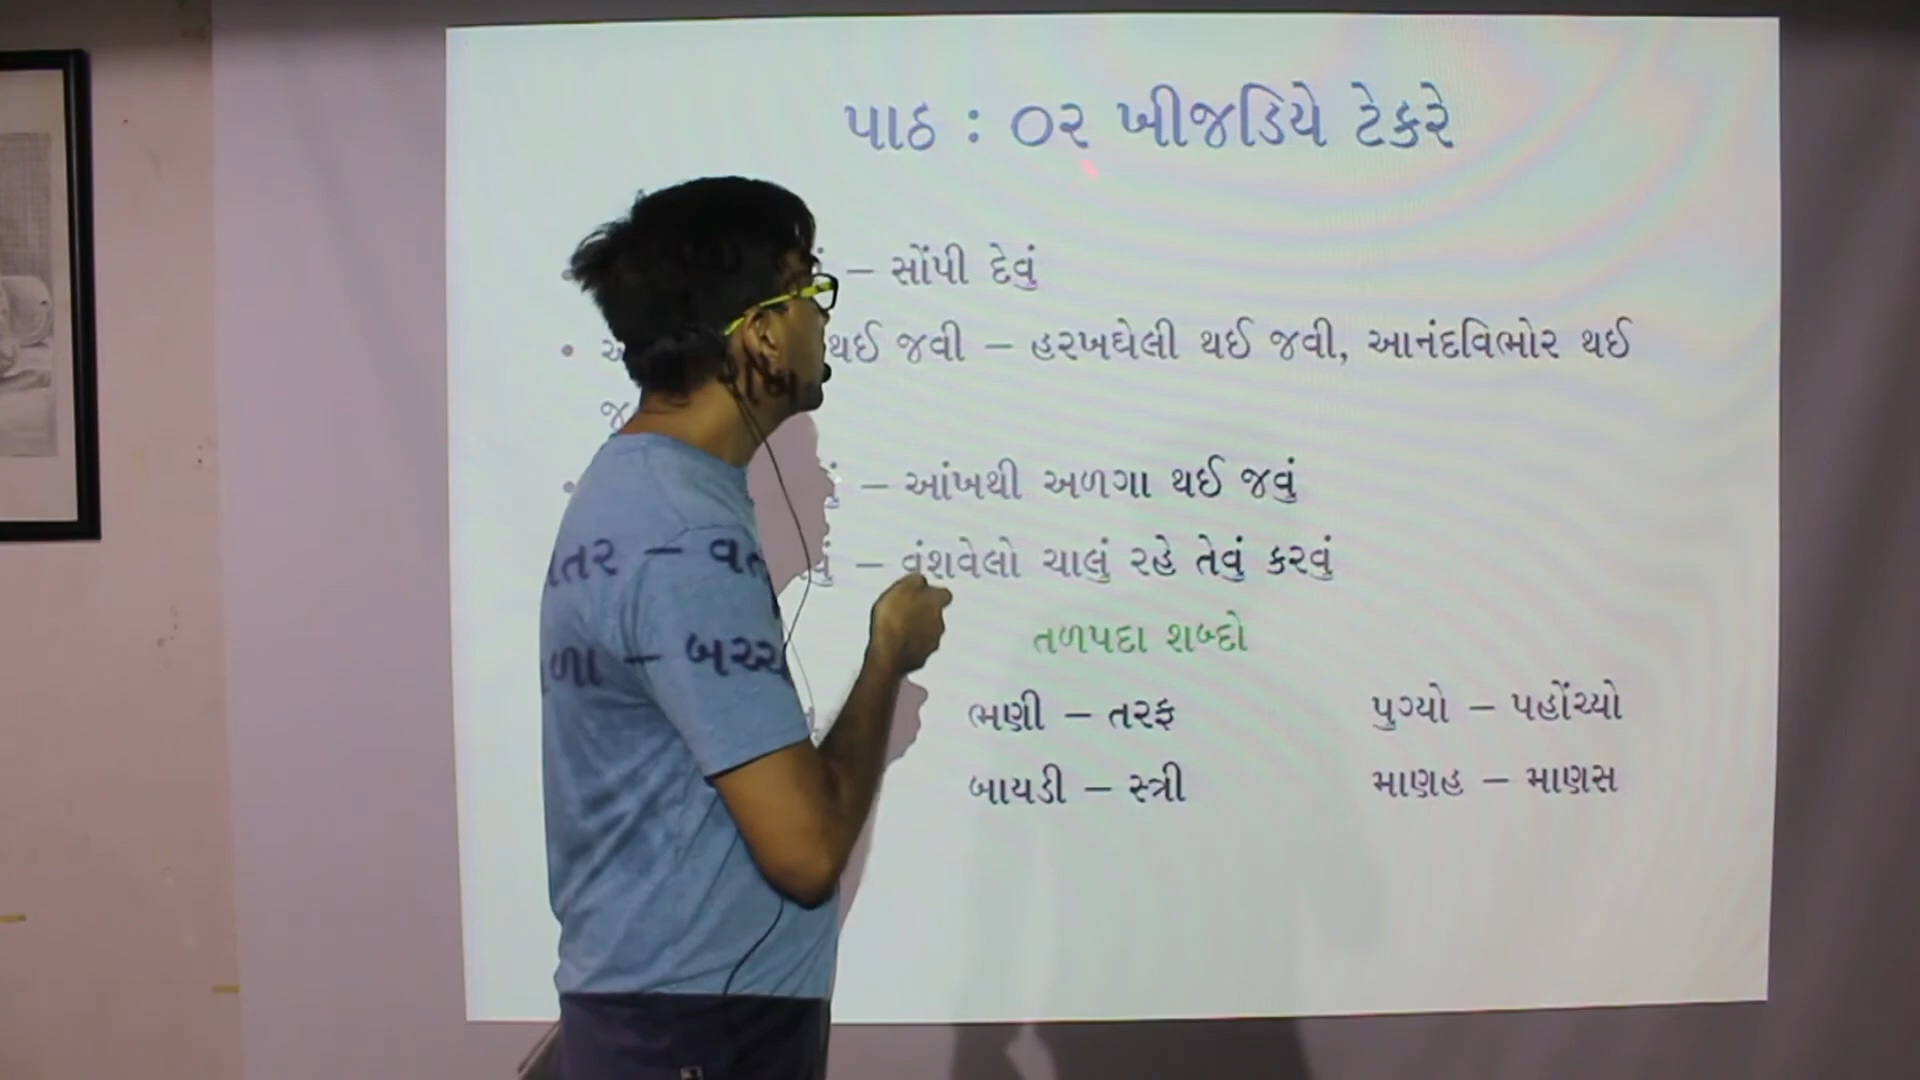 પાઠ : ૦૨ ખીજડિયે ટેકરે
– સોંપી દેવું
થઈ જવી – હરખઘેલી થઈ જવી, આનંદવિભોર થઈ
– આંખથી અળગા થઈ જવું
– વંશવેલો ચાલું રહે તેવું કરવું
તળપદા શબ્દો
ભણી – તરફ પુગ્યો – પહોંચ્યો
બાયડી – સ્ત્રી માણહ – માણસ